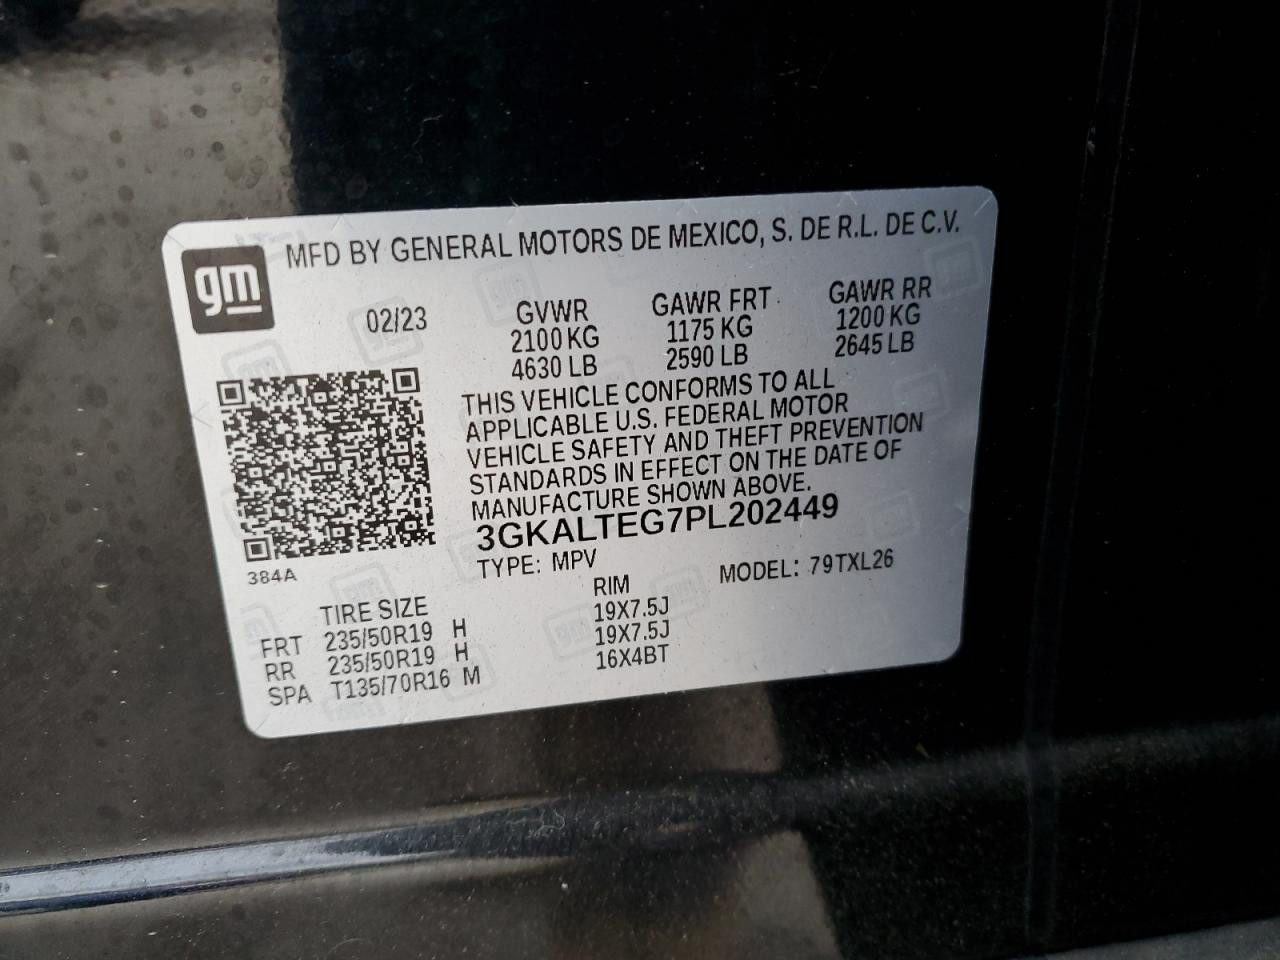 gm
MFD BY GENERAL MOTORS DE MEXICO, S. DE R.L. DE C.V.
02/23
GVWR
2100 KG
4630 LB
GAWR FRT
1175 KG
2590 LB
GAWR RR
1200 KG
2645 LB
THIS VEHICLE CONFORMS TO ALL
APPLICABLE U.S. FEDERAL MOTOR
VEHICLE SAFETY AND THEFT PREVENTION
STANDARDS IN EFFECT ON THE DATE OF
MANUFACTURE SHOWN ABOVE.
3GKALTEG7PL202449
TYPE: MPV
MODEL: 79TXL26
384A
TIRE SIZE RIM
FRT 235/50R19 H 19X7.5J
RR 235/50R19 H 19X7.5J
SPA T135/70R16 M 16X4BT